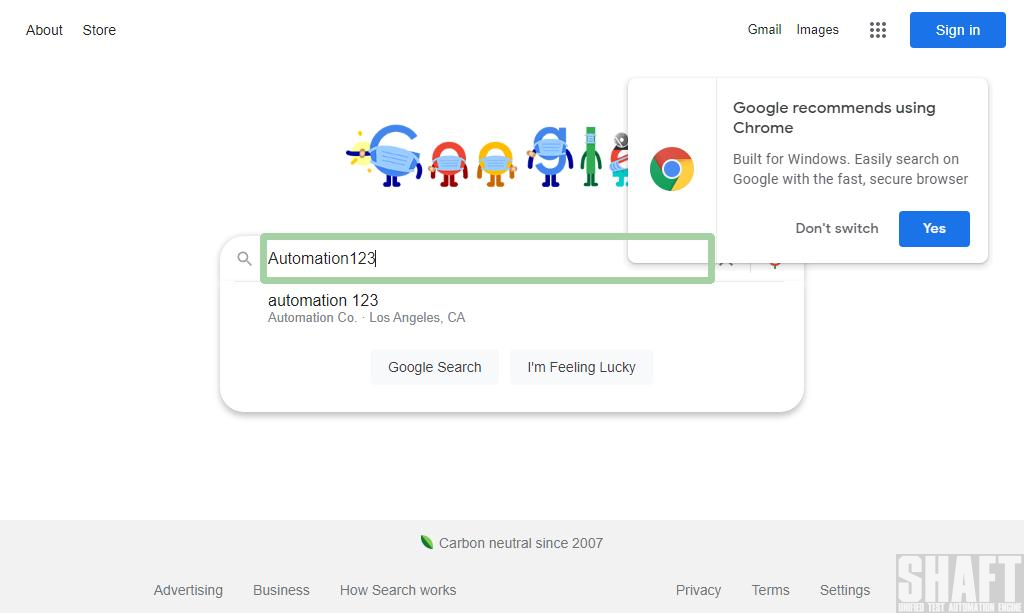 About Store
Gmail Images
Sign in
Google
Google recommends using
Chrome
Built for Windows. Easily search on
Google with the fast, secure browser
Don't switch Yes
Automation123
automation 123
Automation Co. · Los Angeles, CA
Google Search I'm Feeling Lucky
Carbon neutral since 2007
Advertising Business How Search works
Privacy Terms Settings
SHAFT
UNIFIED TEST AUTOMATION ENGINE